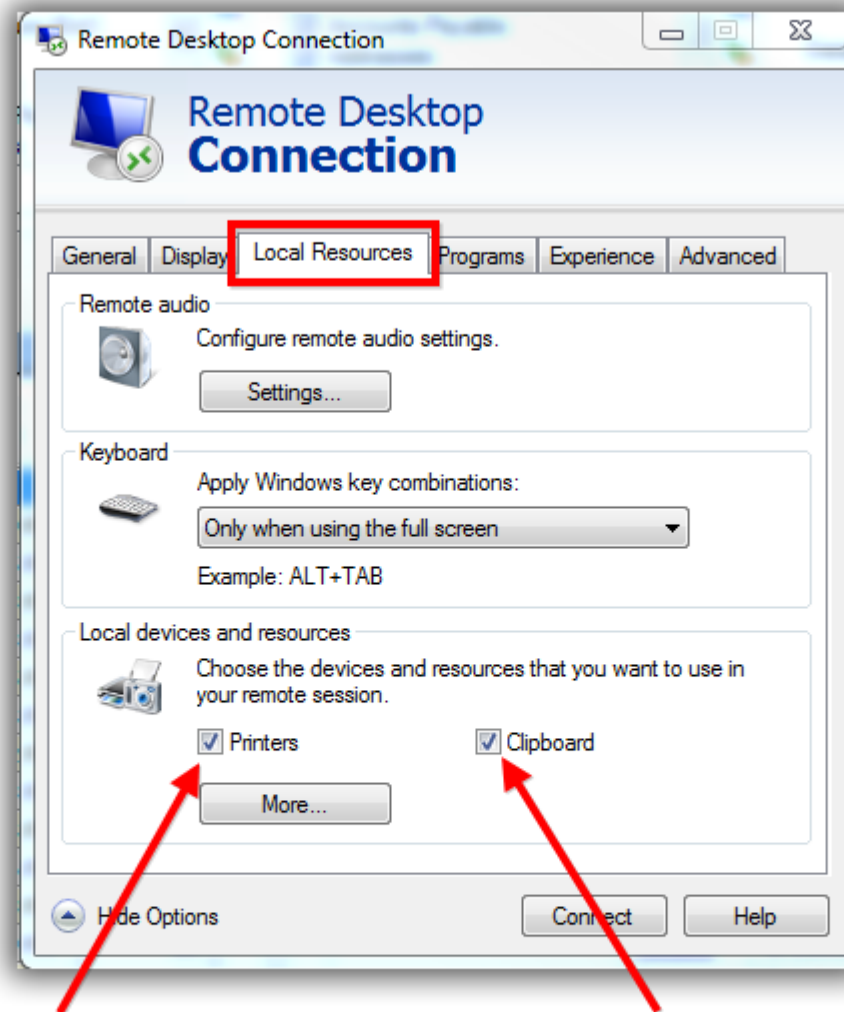 Remote Desktop Connection
Remote Desktop
Connection
General Display Local Resources Programs Experience Advanced
Remote audio
Configure remote audio settings.
Settings...
Keyboard
Apply Windows key combinations:
Only when using the full screen
Example: ALT+TAB
Local devices and resources
Choose the devices and resources that you want to use in
your remote session.
Printers Clipboard
More...
Hide Options Connect Help